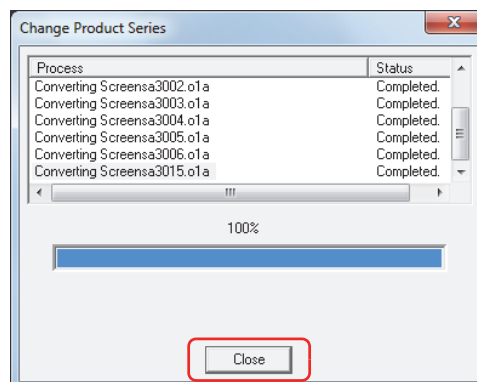 Change Product Series
Process Status
Converting Screensa3002.o1a Completed.
Converting Screensa3003.o1a Completed.
Converting Screensa3004.o1a Completed.
Converting Screensa3005.o1a Completed.
Converting Screensa3006.o1a Completed.
Converting Screensa3015.o1a Completed.
100%
Close